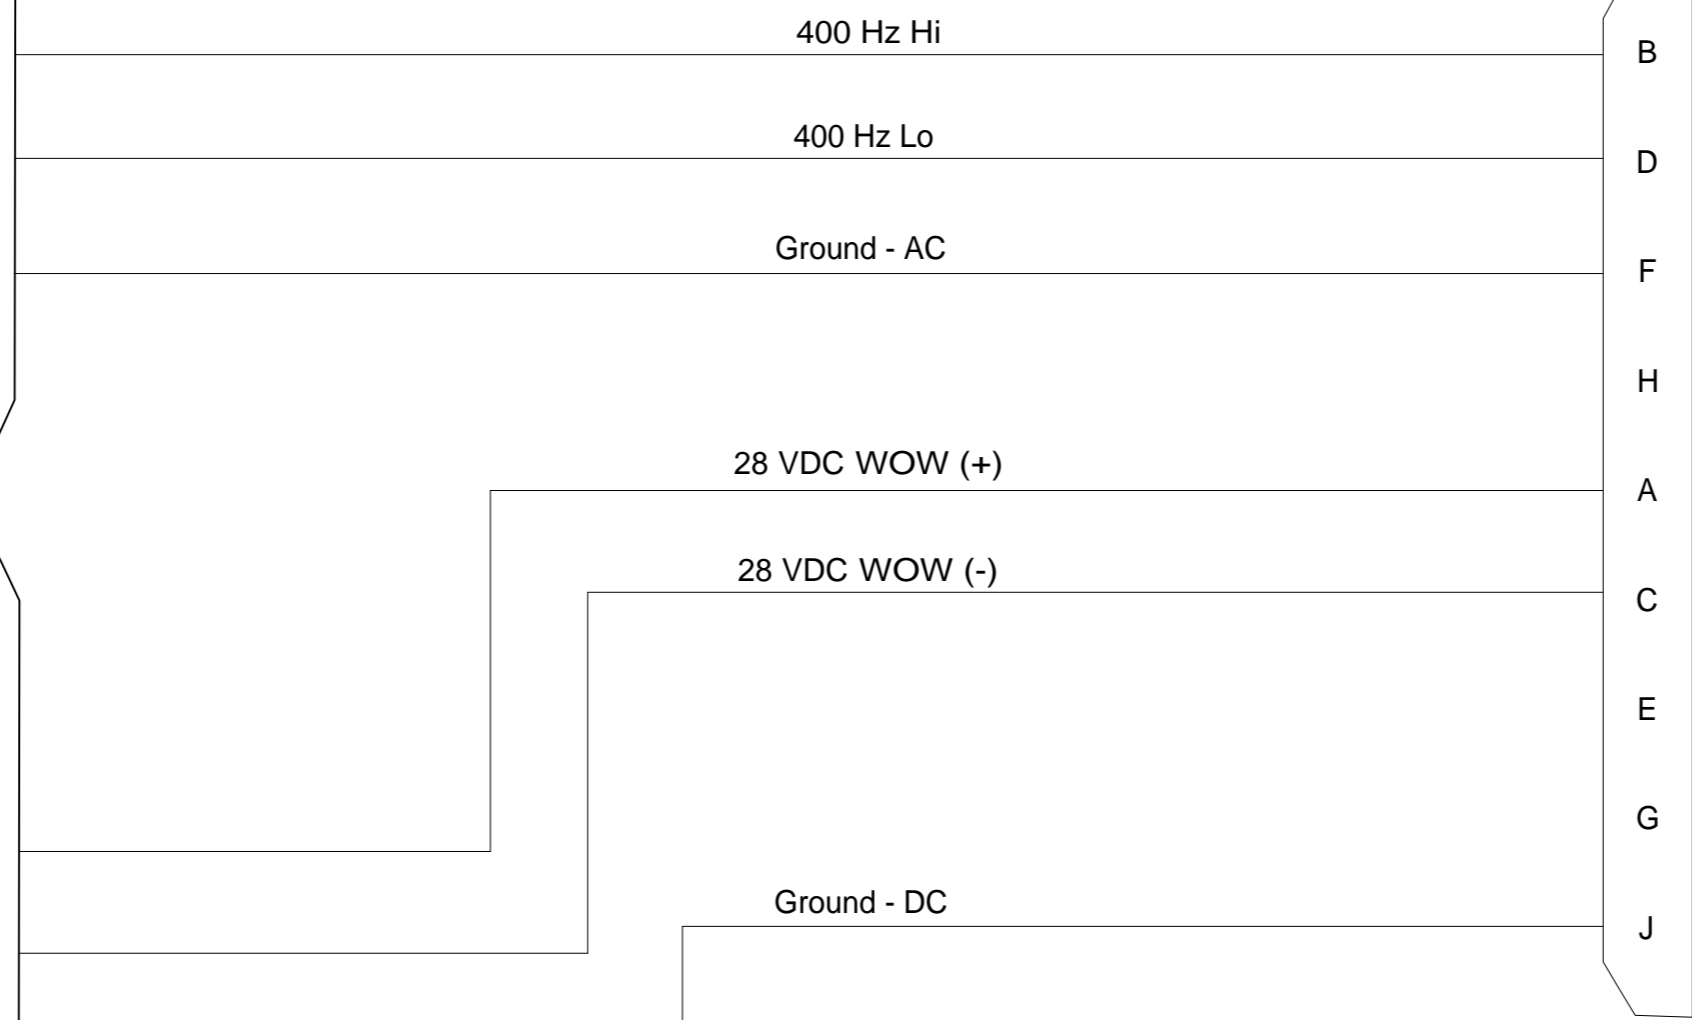 400 Hz Hi
B
400 Hz Lo
D
Ground - AC
F
H
28 VDC WOW (+)
A
28 VDC WOW (-)
C
E
G
Ground - DC
J